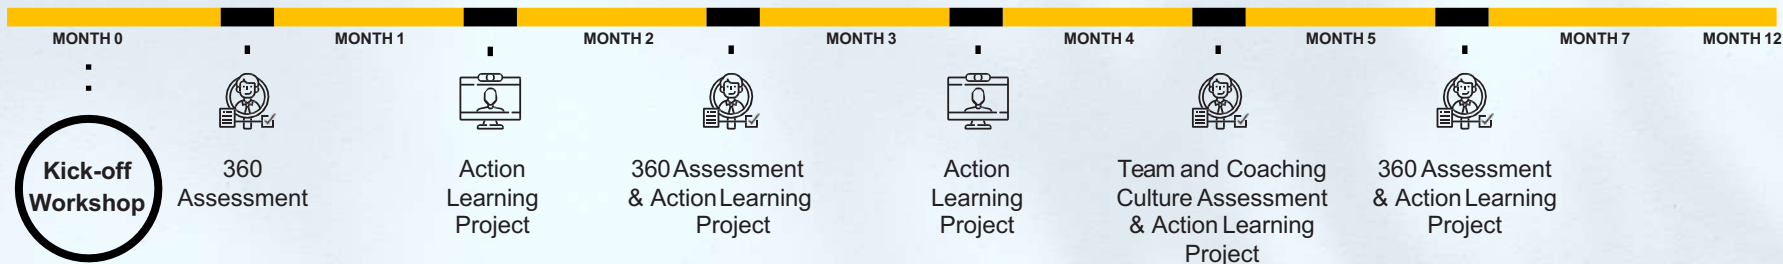 MONTH 0
MONTH 1
MONTH 2
MONTH 3
MONTH 4
MONTH 5
MONTH 7
MONTH 12
Kick-off
Workshop
360
Assessment
Action
Learning
Project
360 Assessment
& Action Learning
Project
Action
Learning
Project
Team and Coaching
Culture Assessment
& Action Learning
Project
360 Assessment
& Action Learning
Project